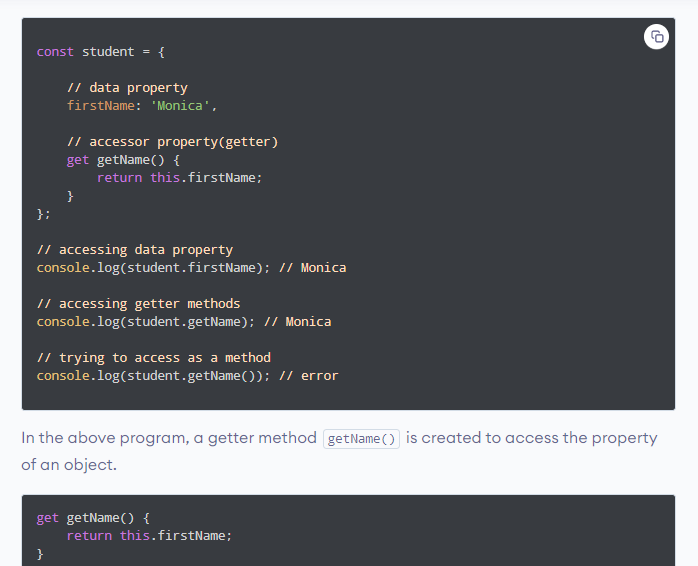 const student = {
// data property
firstName: 'Monica',
// accessor property(getter)
get getName() {
return this.firstName;
}
};
// accessing data property
console.log(student.firstName); // Monica
// accessing getter methods
console.log(student.getName); // Monica
// trying to access as a method
console.log(student.getName()); // error
In the above program, a getter method getName() is created to access the property
of an object.
get getName() {
return this.firstName;
}